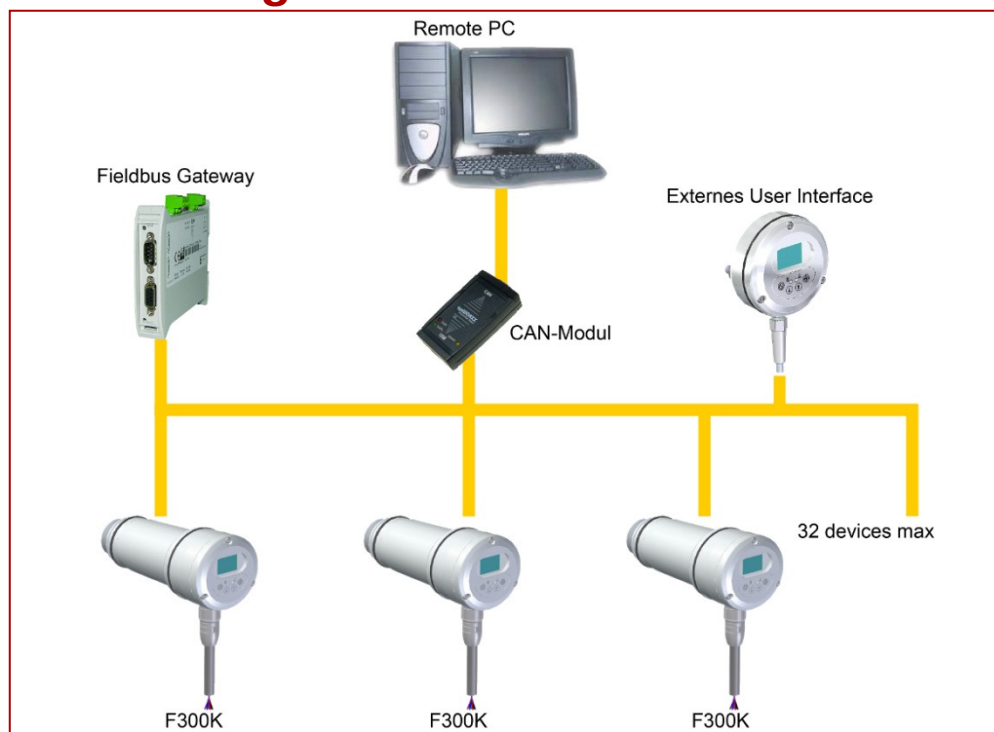 Remote PC
Fieldbus Gateway
Externes User Interface
CAN-Modul
32 devices max
F300K
F300K
F300K